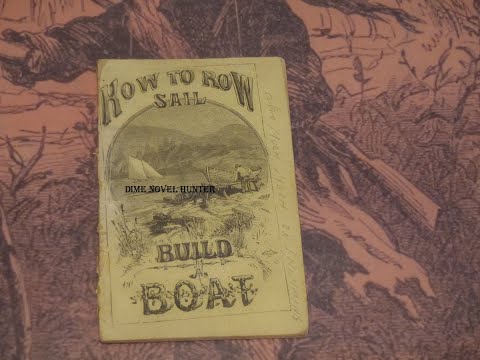 HOW TO ROW
SAIL
DIME NOVEL HUNTER
BUILD
A
BOAT